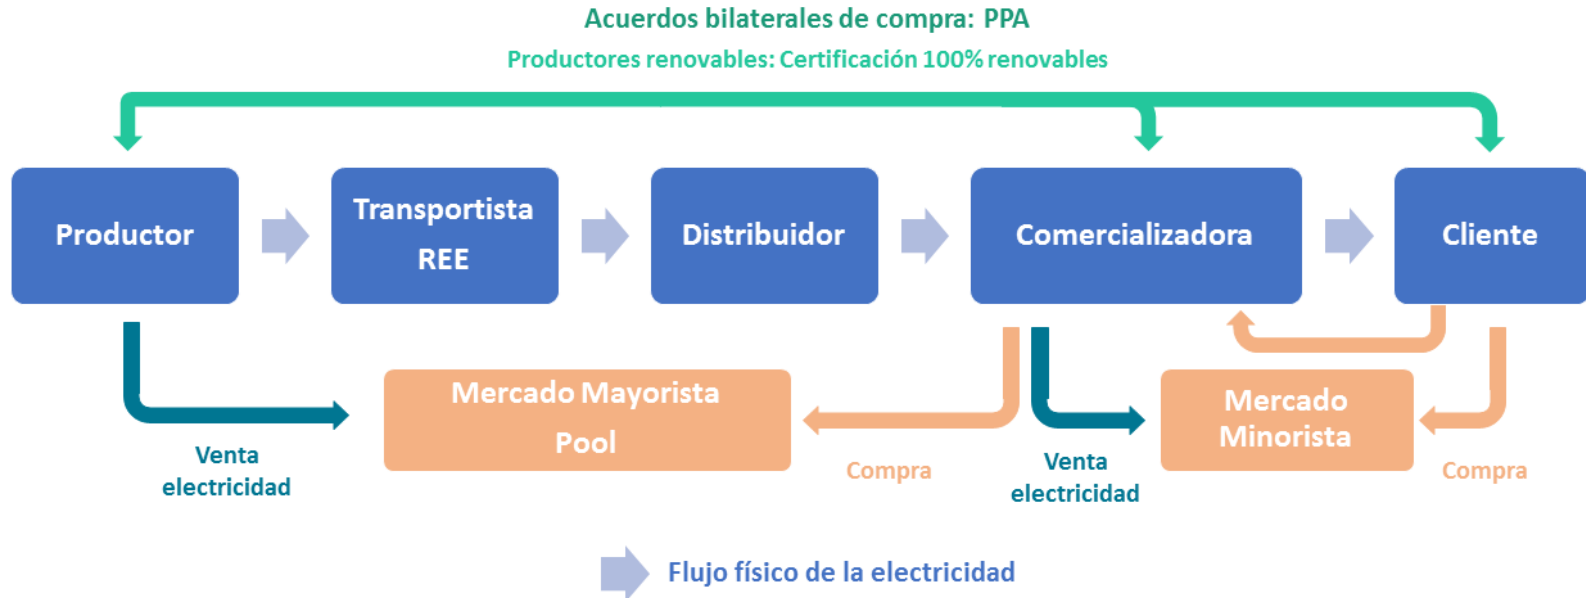 Acuerdos bilaterales de compra: PPA
Productores renovables: Certificación 100% renovables
Productor
Transportista
REE
Distribuidor
Comercializadora
Cliente
Mercado Mayorista
Pool
Mercado
Minorista
Venta
electricidad
Compra
Venta
electricidad
Compra
Flujo físico de la electricidad